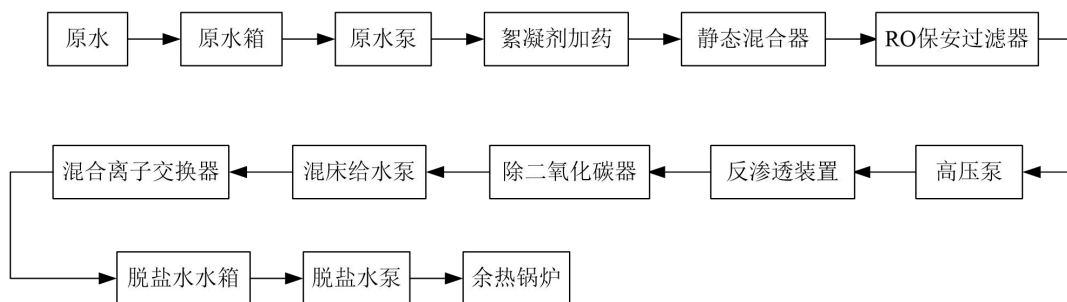 原水
原水箱
原水泵
絮凝剂加药
静态混合器
RO保安过滤器
高压泵
反渗透装置
除二氧化碳器
混床给水泵
混合离子交换器
脱盐水水箱
脱盐水泵
余热锅炉